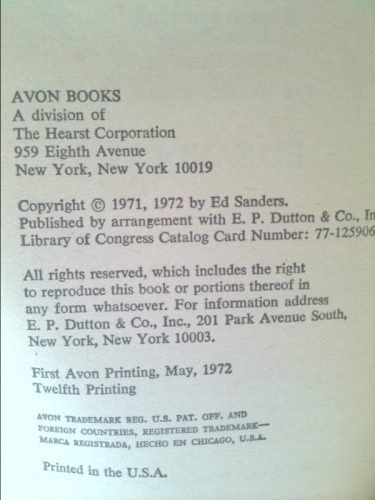 AVON BOOKS
A division of
The Hearst Corporation
959 Eighth Avenue
New York, New York 10019
Copyright © 1971, 1972 by Ed Sanders.
Published by arrangement with E. P. Dutton & Co., In
Library of Congress Catalog Card Number: 77-125906
All rights reserved, which includes the right
to reproduce this book or portions thereof in
any form whatsoever. For information address
E. P. Dutton & Co., Inc., 201 Park Avenue South,
New York, New York 10003.
First Avon Printing, May, 1972
Twelfth Printing
AVON TRADEMARK REG. U.S. PAT. OFF. AND
FOREIGN COUNTRIES, REGISTERED TRADEMARK—
MARCA REGISTRADA, HECHO EN CHICAGO, U.S.A.
Printed in the U.S.A.